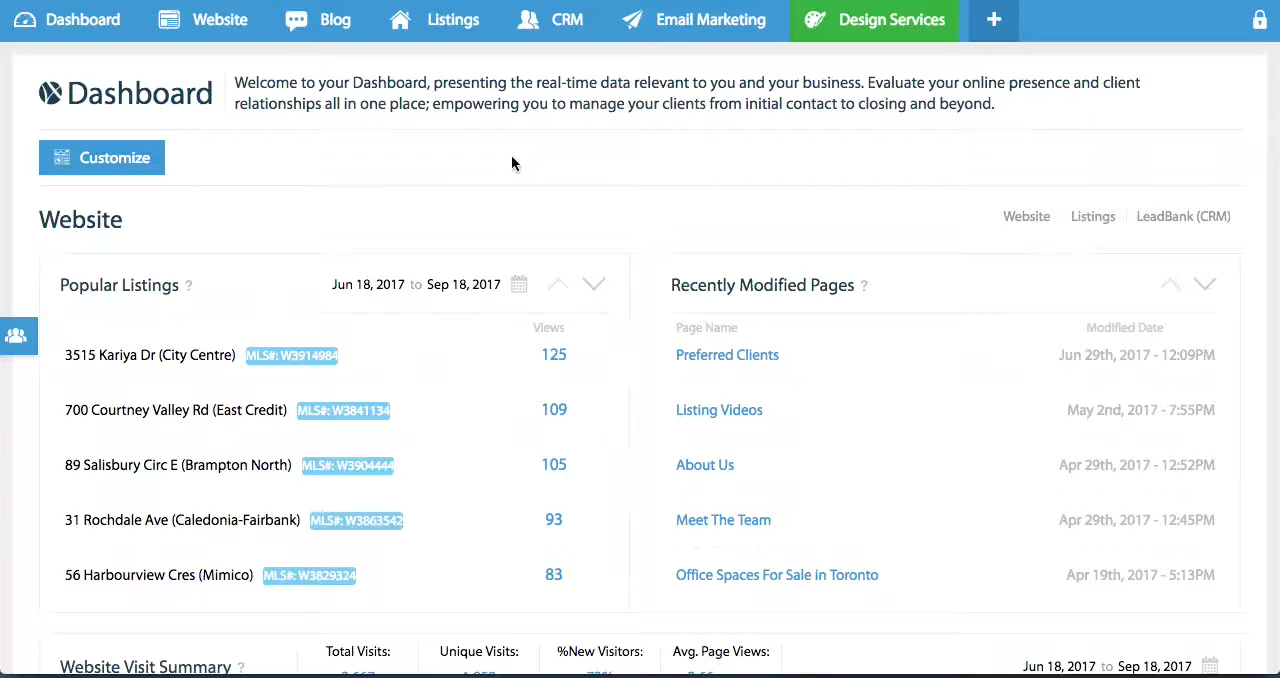 Dashboard Website Blog Listings CRM Email Marketing Design Services +
Dashboard
Welcome to your Dashboard, presenting the real-time data relevant to you and your business. Evaluate your online presence and client
relationships all in one place; empowering you to manage your clients from initial contact to closing and beyond.
Customize
Website
Website Listings LeadBank (CRM)
Popular Listings ? Jun 18, 2017 to Sep 18, 2017
Views
3515 Kariya Dr (City Centre) MLS#: W3914984 125
700 Courtney Valley Rd (East Credit) MLS#: W3841134 109
89 Salisbury Circ E (Brampton North) MLS#: W3904444 105
31 Rochdale Ave (Caledonia-Fairbank) MLS#: W3863542 93
56 Harbourview Cres (Mimico) MLS#: W3829324 83
Recently Modified Pages ?
Page Name Modified Date
Preferred Clients Jun 29th, 2017 - 12:09PM
Listing Videos May 2nd, 2017 - 7:55PM
About Us Apr 29th, 2017 - 12:52PM
Meet The Team Apr 29th, 2017 - 12:45PM
Office Spaces For Sale in Toronto Apr 19th, 2017 - 5:13PM
Website Visit Summary ? Total Visits: Unique Visits: %New Visitors: Avg. Page Views: Jun 18, 2017 to Sep 18, 2017